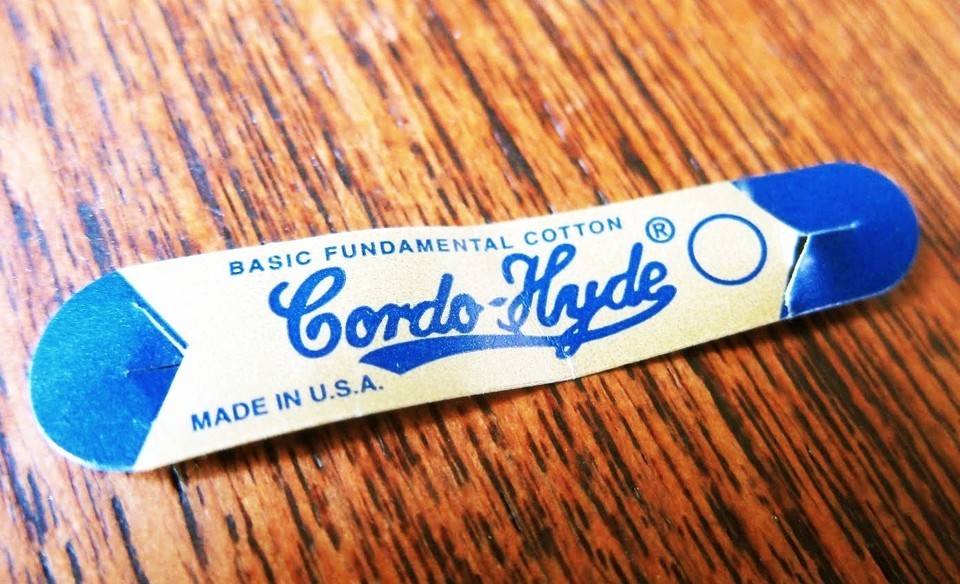 BASIC FUNDAMENTAL COTTON
Cordo-Hyde®
MADE IN U.S.A.